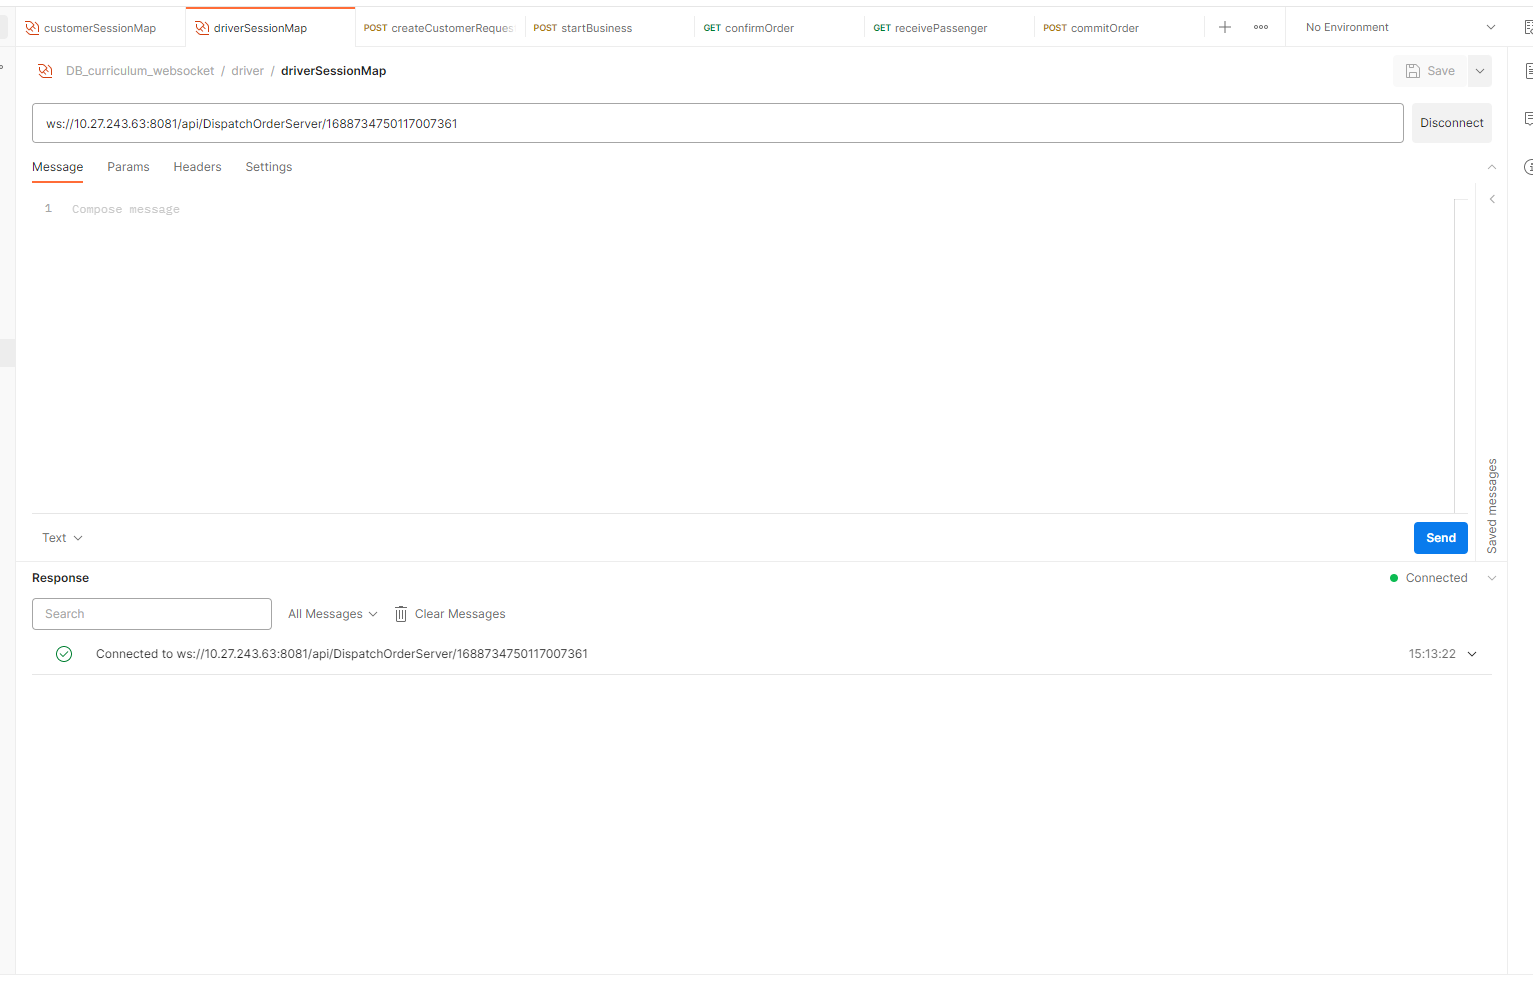 customerSessionMap
driverSessionMap
POST createCustomerReques
POST startBusiness
GET confirmOrder
GET receivePassenger
POST commitOrder
No Environment
DB_curriculum_websocket / driver / driverSessionMap
Save
ws://10.27.243.63:8081/api/DispatchOrderServer/1688734750117007361
Disconnect
Message
Params
Headers
Settings
1 Compose message
Saved messages
Text
Send
Response
Connected
Search
All Messages
Clear Messages
Connected to ws://10.27.243.63:8081/api/DispatchOrderServer/1688734750117007361
15:13:22